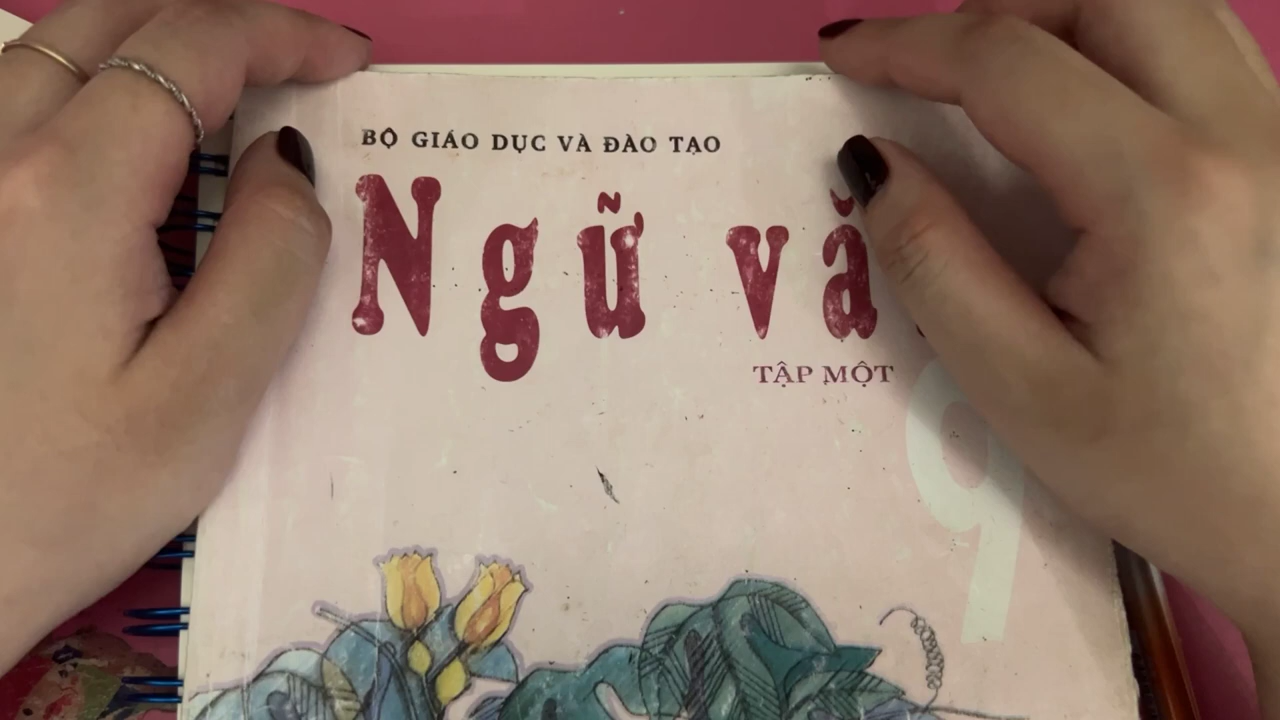 BỘ GIÁO DỤC VÀ ĐÀO TẠO
Ngữ vă
TẬP MỘT
9